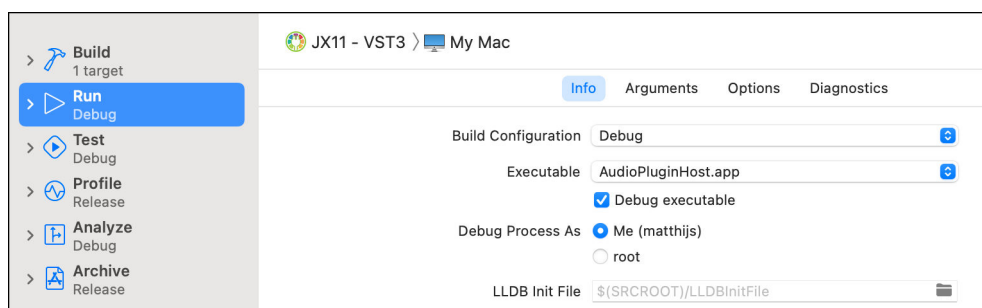 JX11 - VST3 〉 My Mac
Build
1 target
Run
Debug
Test
Debug
Profile
Release
Analyze
Debug
Archive
Release
Info Arguments Options Diagnostics
Build Configuration Debug
Executable AudioPluginHost.app
Debug executable
Debug Process As Me (matthijs)
root
LLDB Init File $(SRCROOT)/LLDBInitFile